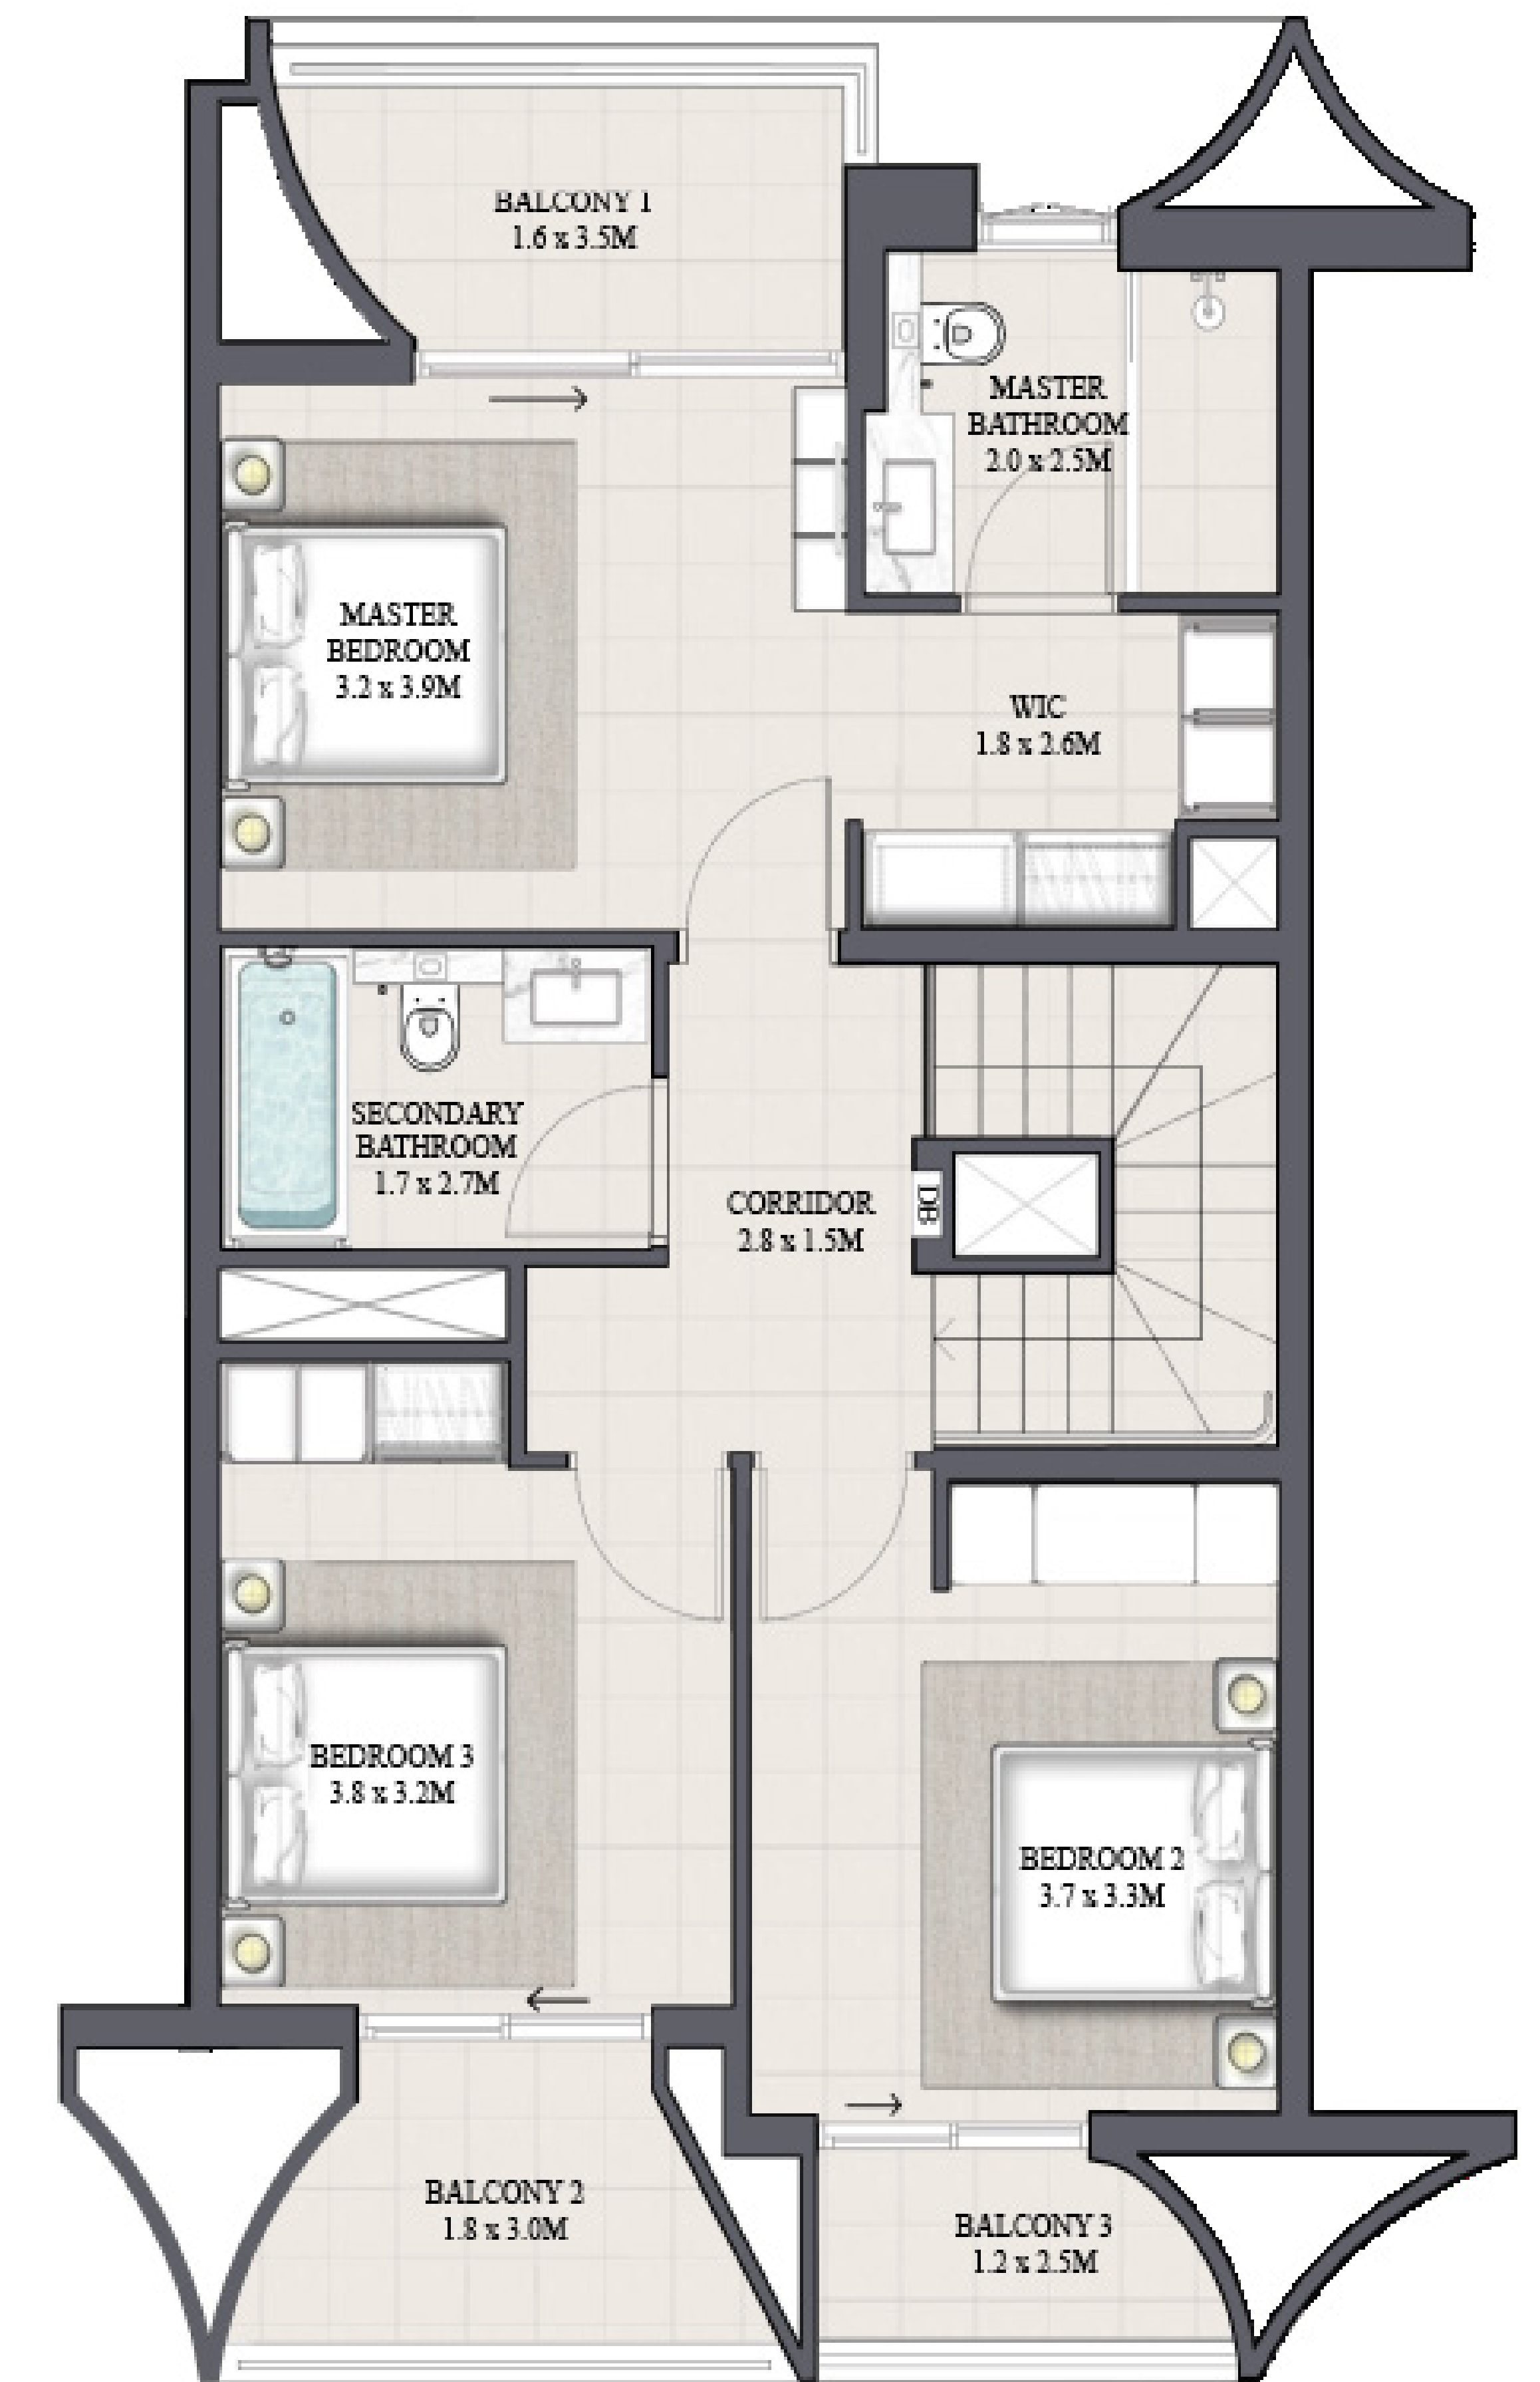 BALCONY 1
1.6 x 3.5M
MASTER
BATHROOM
2.0 x 2.5M
MASTER
BEDROOM
3.2 x 3.9M
WIC
1.8 x 2.6M
SECONDARY
BATHROOM
1.7 x 2.7M
CORRIDOR
2.8 x 1.5M
DB
BEDROOM 3
3.8 x 3.2M
BEDROOM 2
3.7 x 3.3M
BALCONY 2
1.8 x 3.0M
BALCONY 3
1.2 x 2.5M